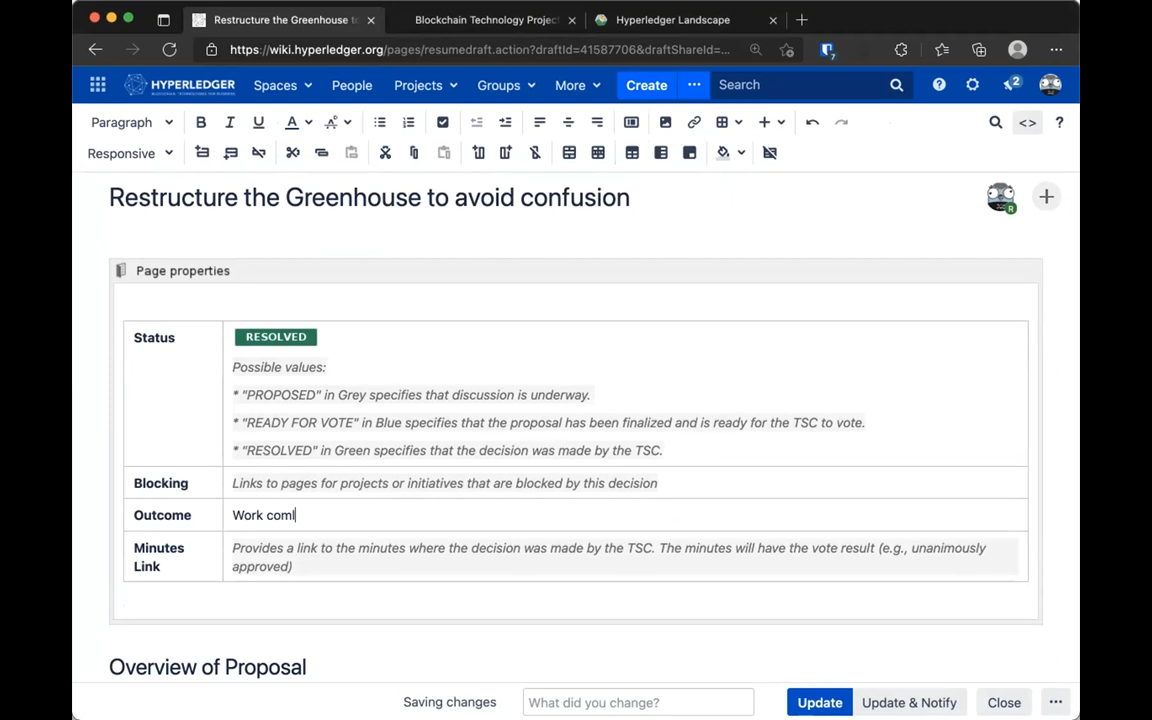 Restructure the Greenhouse to
Blockchain Technology Project
Hyperledger Landscape
https://wiki.hyperledger.org/pages/resumedraft.action?draftId=41587706&draftShareId=...
7
HYPERLEDGER
Spaces
People
Projects
Groups
More
Create
Search
2
Paragraph
B
I
U
A
Responsive
Restructure the Greenhouse to avoid confusion
R
Page properties
Status
RESOLVED
Possible values:
* "PROPOSED" in Grey specifies that discussion is underway.
* "READY FOR VOTE" in Blue specifies that the proposal has been finalized and is ready for the TSC to vote.
* "RESOLVED" in Green specifies that the decision was made by the TSC.
Blocking
Links to pages for projects or initiatives that are blocked by this decision
Outcome
Work coml
Minutes
Link
Provides a link to the minutes where the decision was made by the TSC. The minutes will have the vote result (e.g., unanimously
approved)
Overview of Proposal
Saving changes
What did you change?
Update
Update & Notify
Close